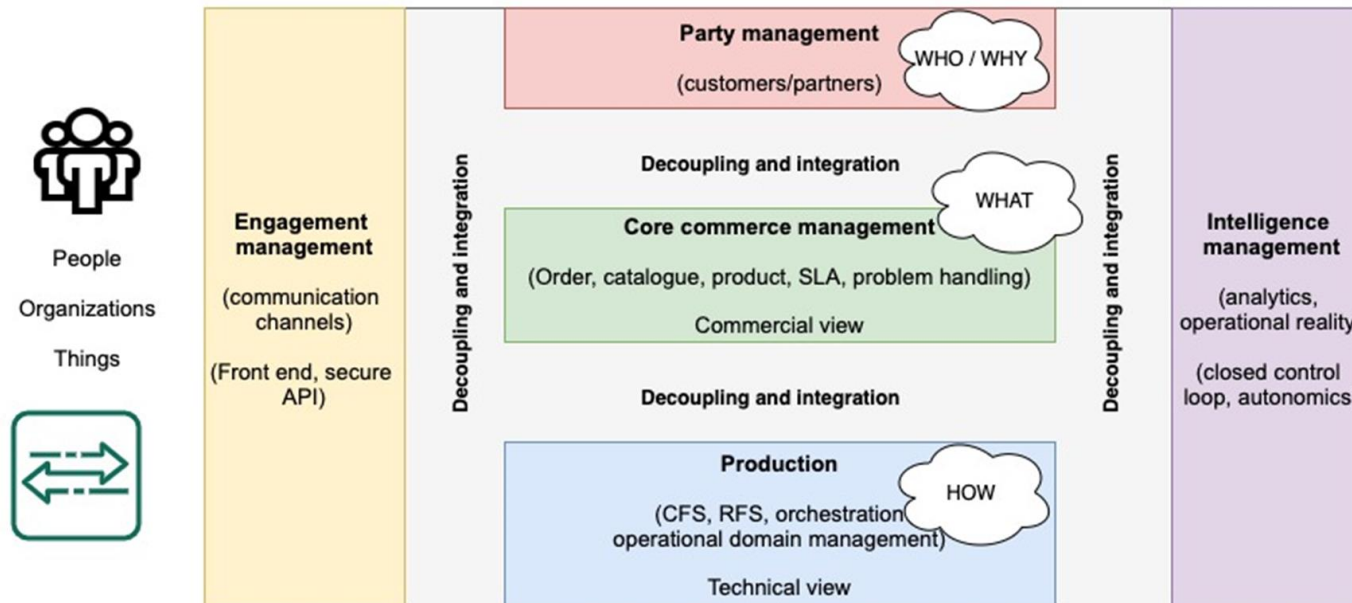 People
Organizations
Things
Engagement
management
(communication
channels)
(Front end, secure
API)
Decoupling and integration
Party management
(customers/partners)
WHO / WHY
Decoupling and integration
WHAT
Core commerce management
(Order, catalogue, product, SLA, problem handling)
Commercial view
Decoupling and integration
Production
HOW
(CFS, RFS, orchestration
operational domain management)
Technical view
Decoupling and integration
Intelligence
management
(analytics,
operational reality
(closed control
loop, autonomics